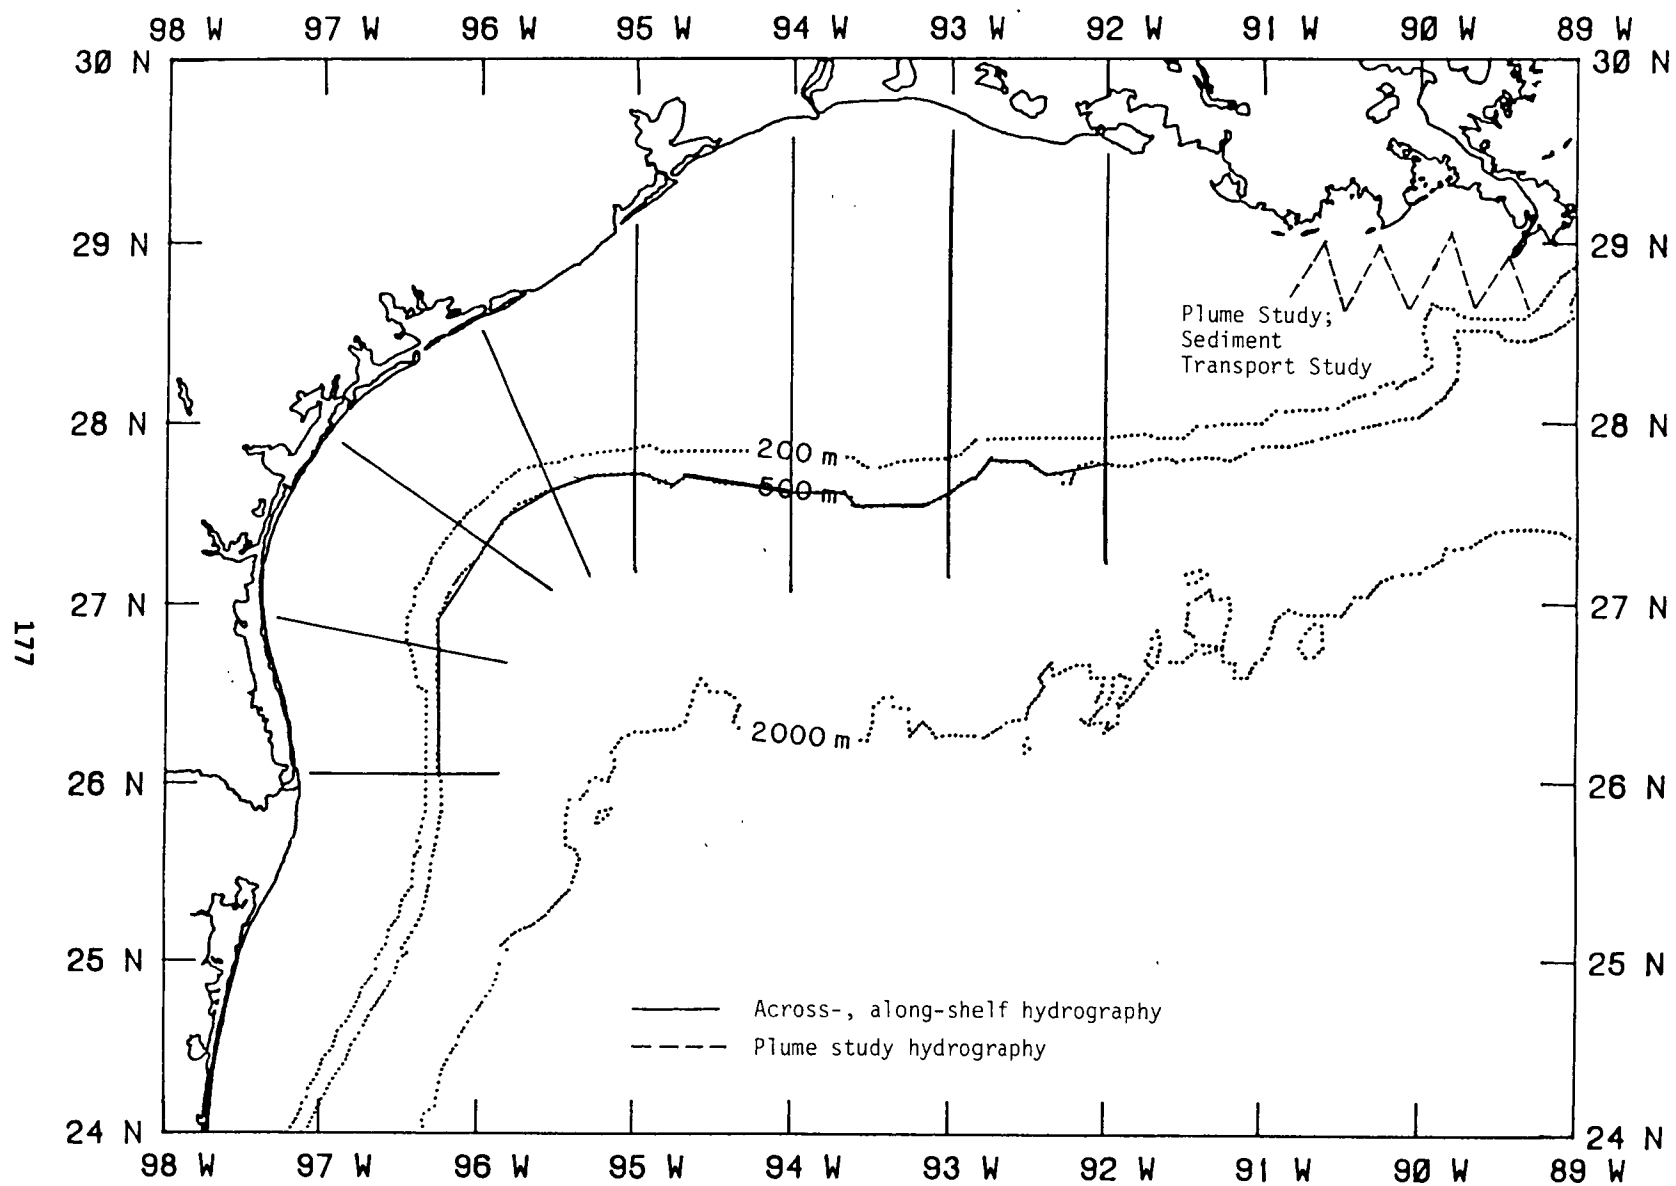 98 W 97 W 96 W 95 W 94 W 93 W 92 W 91 W 90 W 89 W
30 N 30 N
29 N 29 N
Plume Study;
Sediment
Transport Study
28 N 28 N
200 m
500 m
27 N 27 N
177
2000 m
26 N 26 N
25 N 25 N
Across-, along-shelf hydrography
Plume study hydrography
24 N 24 N
98 W 97 W 96 W 95 W 94 W 93 W 92 W 91 W 90 W 89 W